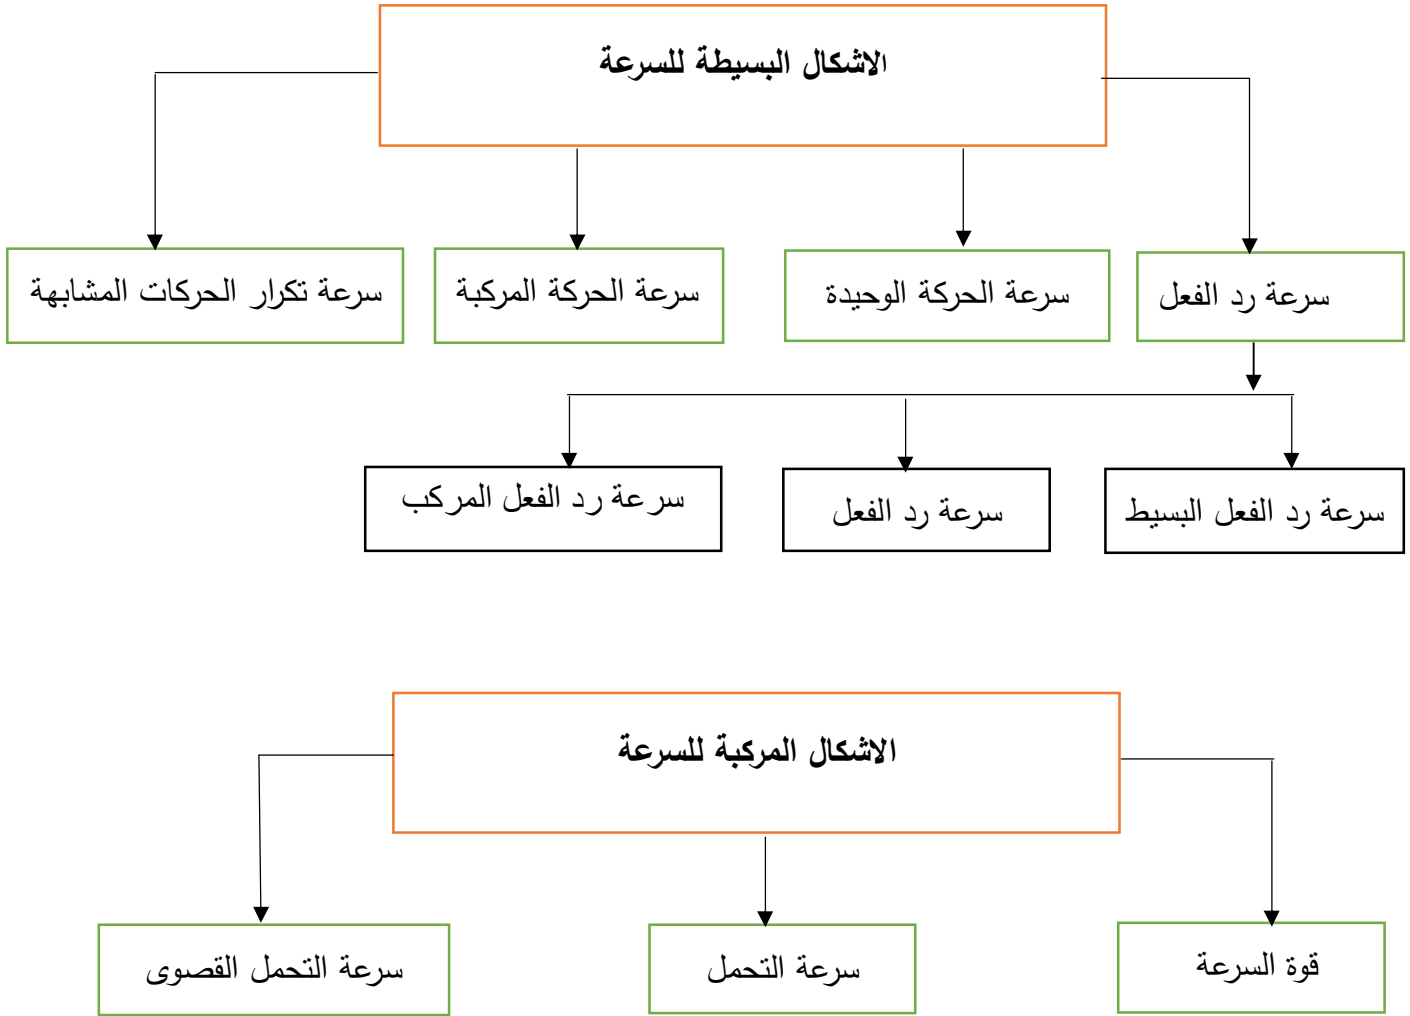 الاشكال البسيطة للسرعة
سرعة رد الفعل
سرعة الحركة الوحيدة
سرعة الحركة المركبة
سرعة تكرار الحركات المشابهة
سرعة رد الفعل البسيط
سرعة رد الفعل
سرعة رد الفعل المركب
الاشكال المركبة للسرعة
قوة السرعة
سرعة التحمل
سرعة التحمل القصوى